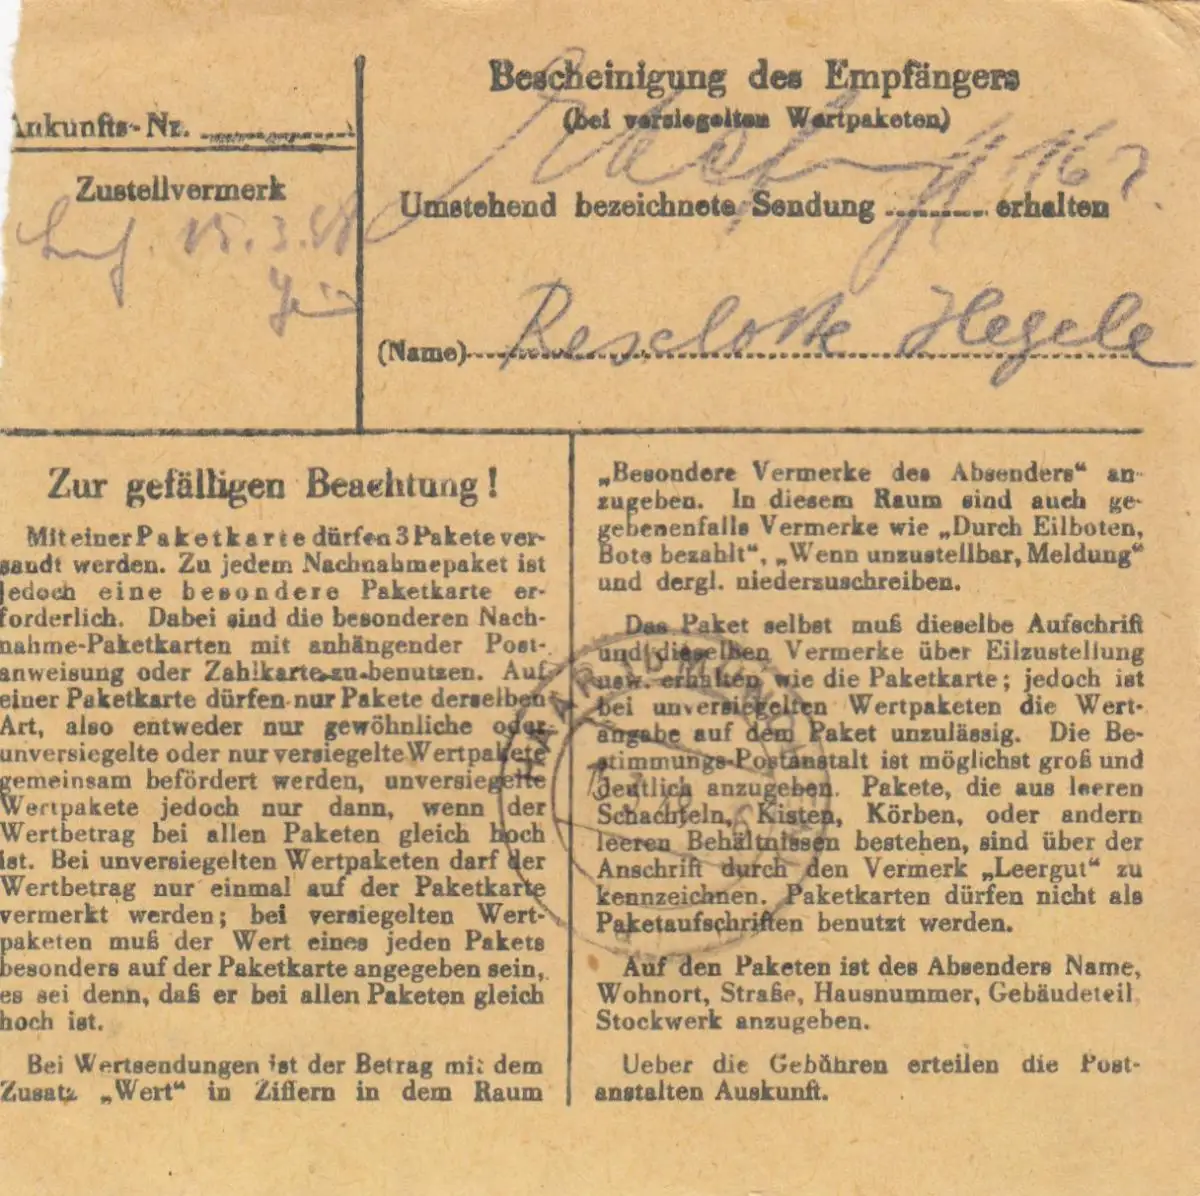 Bescheinigung des Empfängers
(bei versiegelten Wertpaketen)
Umstehend bezeichnete Sendung ........ erhalten
(Name) Reselotte Hegele
Ankunfts-Nr.
Zustellvermerk
15. 3. 48
Zur gefälligen Beachtung!
Mit einer Paketkarte dürfen 3 Pakete ver-
sandt werden. Zu jedem Nachnahmepaket ist
jedoch eine besondere Paketkarte er-
forderlich. Dabei sind die besonderen Nach-
nahme-Paketkarten mit anhängender Post-
anweisung oder Zahlkarte zu benutzen. Auf
einer Paketkarte dürfen nur Pakete derselben
Art, also entweder nur gewöhnliche oder
unversiegelte oder nur versiegelte Wertpakete
gemeinsam befördert werden, unversiegelte
Wertpakete jedoch nur dann, wenn der
Wertbetrag bei allen Paketen gleich hoch
ist. Bei unversiegelten Wertpaketen darf der
Wertbetrag nur einmal auf der Paketkarte
vermerkt werden; bei versiegelten Wert-
paketen muß der Wert eines jeden Pakets
besonders auf der Paketkarte angegeben sein,
es sei denn, daß er bei allen Paketen gleich
hoch ist.
Bei Wertsendungen ist der Betrag mit dem
Zusatz „Wert“ in Ziffern in dem Raum
„Besondere Vermerke des Absenders“ an-
zugeben. In diesem Raum sind auch ge-
gebenenfalls Vermerke wie „Durch Eilboten,
Bote bezahlt“, „Wenn unzustellbar, Meldung“
und dergl. niederzuschreiben.
Das Paket selbst muß dieselbe Aufschrift
und dieselben Vermerke über Eilzustellung
usw. erhalten wie die Paketkarte; jedoch ist
bei unversiegelten Wertpaketen die Wert-
angabe auf dem Paket unzulässig. Die Be-
stimmungs-Postanstalt ist möglichst groß und
deutlich anzugeben. Pakete, die aus leeren
Schachteln, Kisten, Körben, oder andern
leeren Behältnissen bestehen, sind über der
Anschrift durch den Vermerk „Leergut“ zu
kennzeichnen. Paketkarten dürfen nicht als
Paketaufschriften benutzt werden.
Auf den Paketen ist des Absenders Name,
Wohnort, Straße, Hausnummer, Gebäudeteil
Stockwerk anzugeben.
Ueber die Gebühren erteilen die Post-
anstalten Auskunft.
HAAR (b. MÜNCHEN)